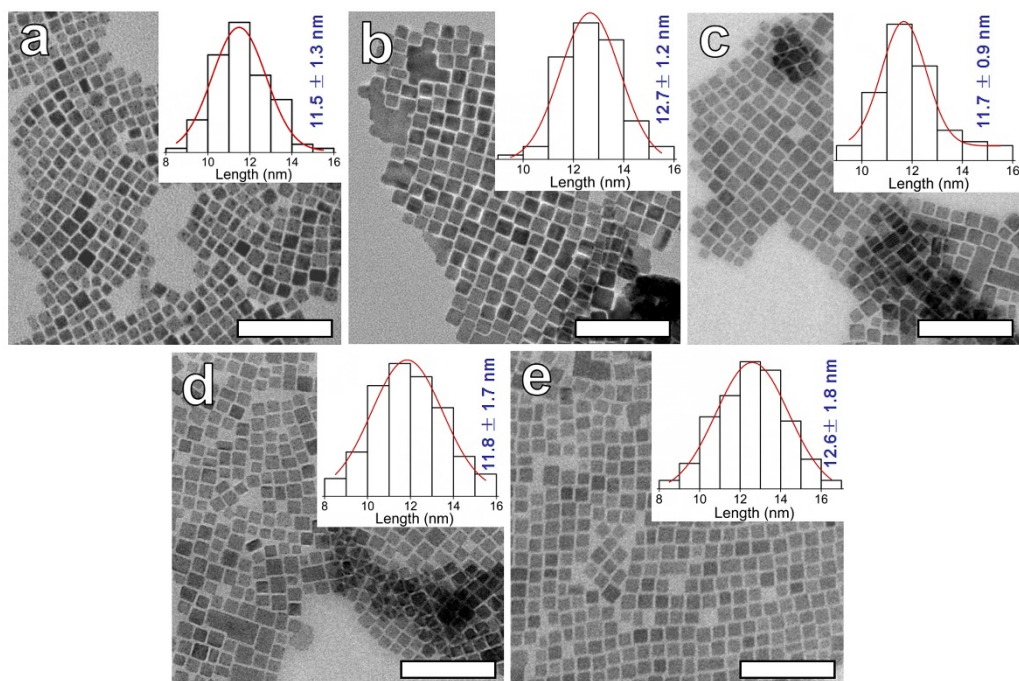 a
11.5 ± 1.3 nm
8 10 12 14 16
Length (nm)
b
12.7 ± 1.2 nm
10 12 14 16
Length (nm)
c
11.7 ± 0.9 nm
10 12 14 16
Length (nm)
d
11.8 ± 1.7 nm
8 10 12 14 16
Length (nm)
e
12.6 ± 1.8 nm
8 10 12 14 16
Length (nm)